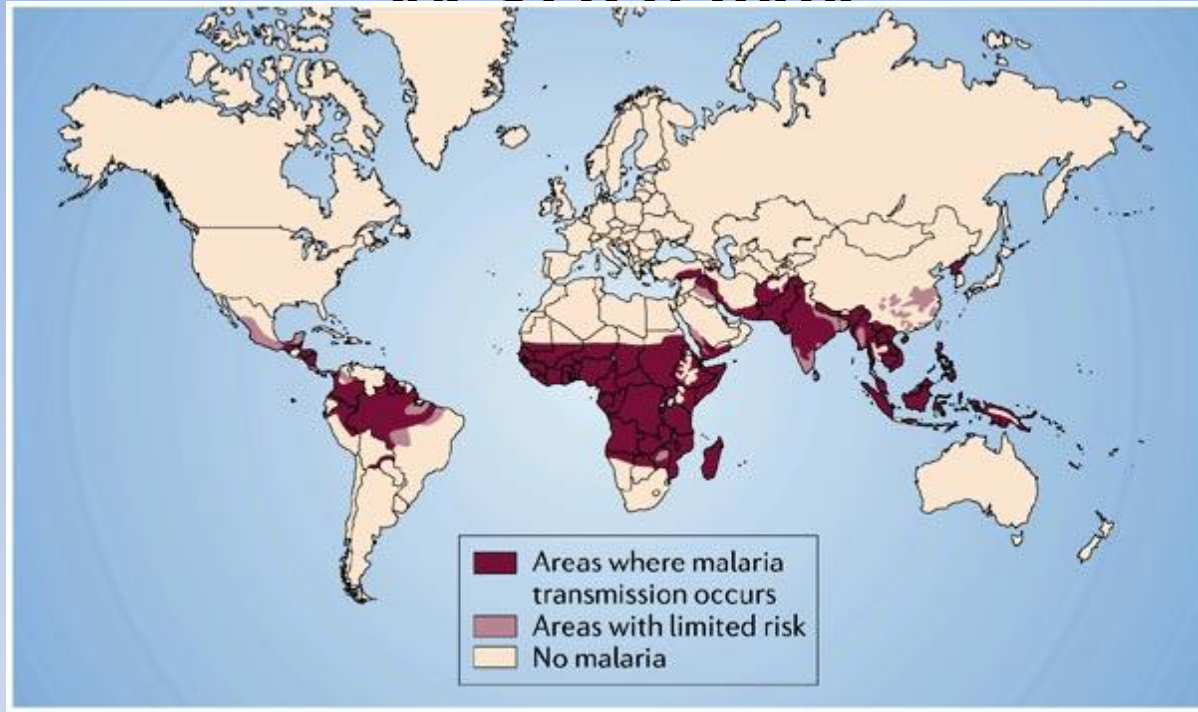 Areas where malaria
transmission occurs
Areas with limited risk
No malaria